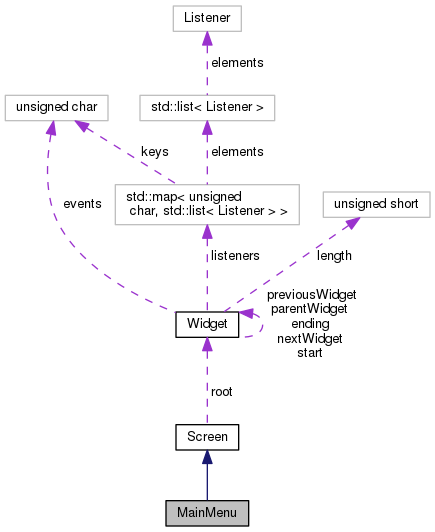 Listener
elements
unsigned char
std::list< Listener >
keys
elements
std::map< unsigned
char, std::list< Listener > >
unsigned short
events
listeners
length
previousWidget
parentWidget
ending
nextWidget
start
Widget
root
Screen
MainMenu